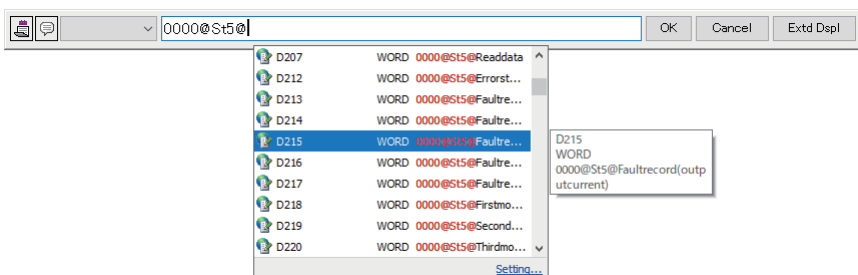 0000@St5@ OK Cancel Extd Dspl
D207 WORD 0000@St5@Readdata
D212 WORD 0000@St5@Errorst...
D213 WORD 0000@St5@Faultre...
D214 WORD 0000@St5@Faultre...
D215 WORD 0000@St5@Faultre...
D216 WORD 0000@St5@Faultre...
D217 WORD 0000@St5@Faultre...
D218 WORD 0000@St5@Firstmo...
D219 WORD 0000@St5@Second...
D220 WORD 0000@St5@Thirdmo...
Setting...
D215
WORD
0000@St5@Faultrecord(outp
utcurrent)